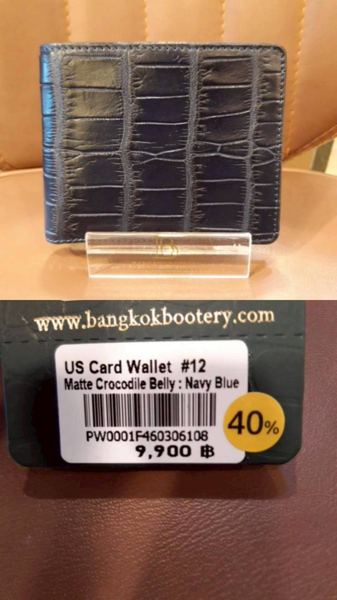 www.bangkokbootery.com
US Card Wallet #12
Matte Crocodile Belly : Navy Blue
PW0001F460306108
9,900 ฿
40%